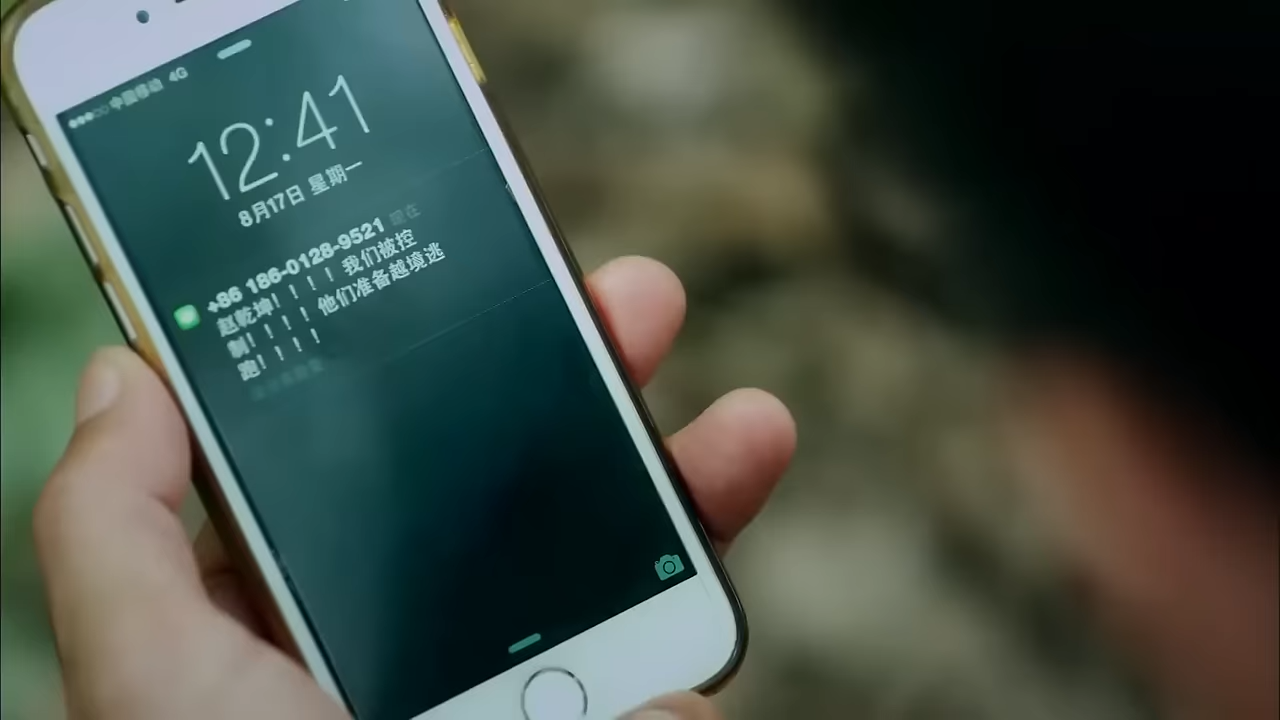 中国移动 4G
12:41
8月17日 星期一
+86 186-0128-9521 现在
赵乾坤！！！！我们被控
制！！！！他们准备越境逃
跑！！！！